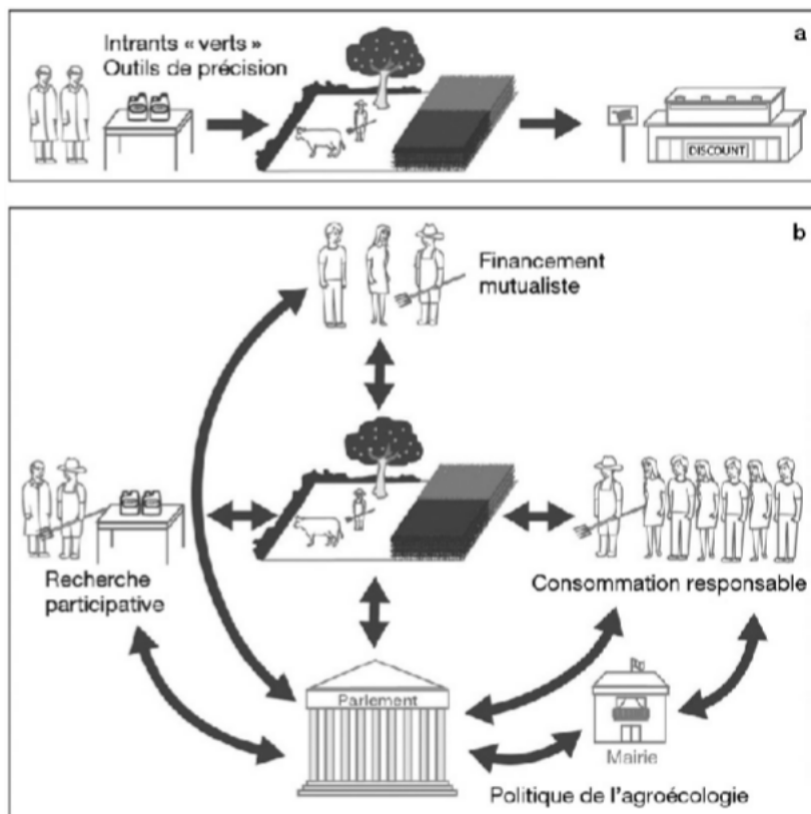 a
Intrants « verts »
Outils de précision
DISCOUNT
b
Financement
mutualiste
Recherche
participative
Consommation responsable
Parlement
Mairie
Politique de l'agroécologie